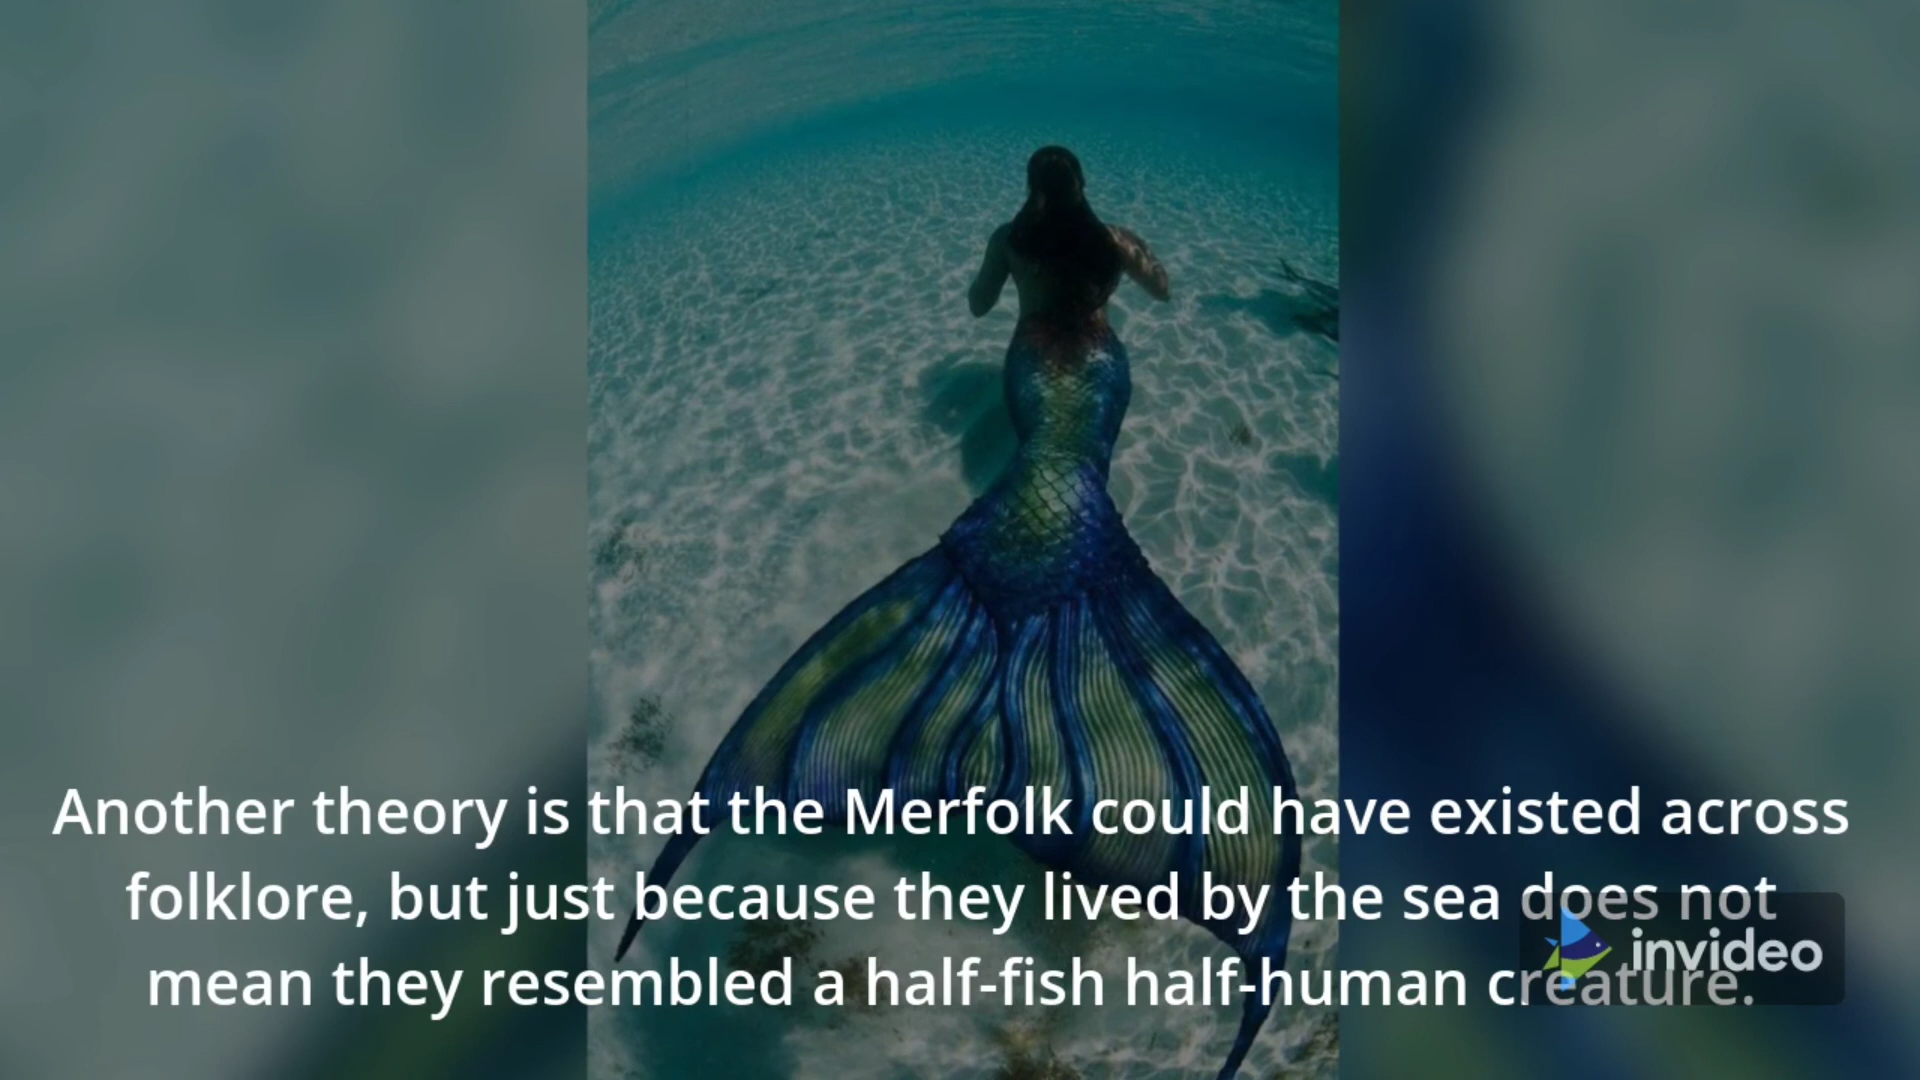 Another theory is that the Merfolk could have existed across
folklore, but just because they lived by the sea does not
mean they resembled a half-fish half-human creature.
invideo